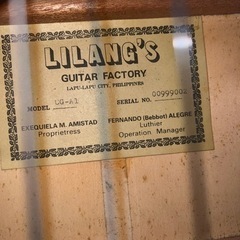 LILANG'S
GUITAR FACTORY
LAPU-LAPU CITY, PHILIPPINES
MODEL CG-A1 SERIAL NO. 00999002
EXEQUIELA M. AMISTAD FERNANDO (Bebbot) ALEGRE
Proprietress Luthier
Operation Manager